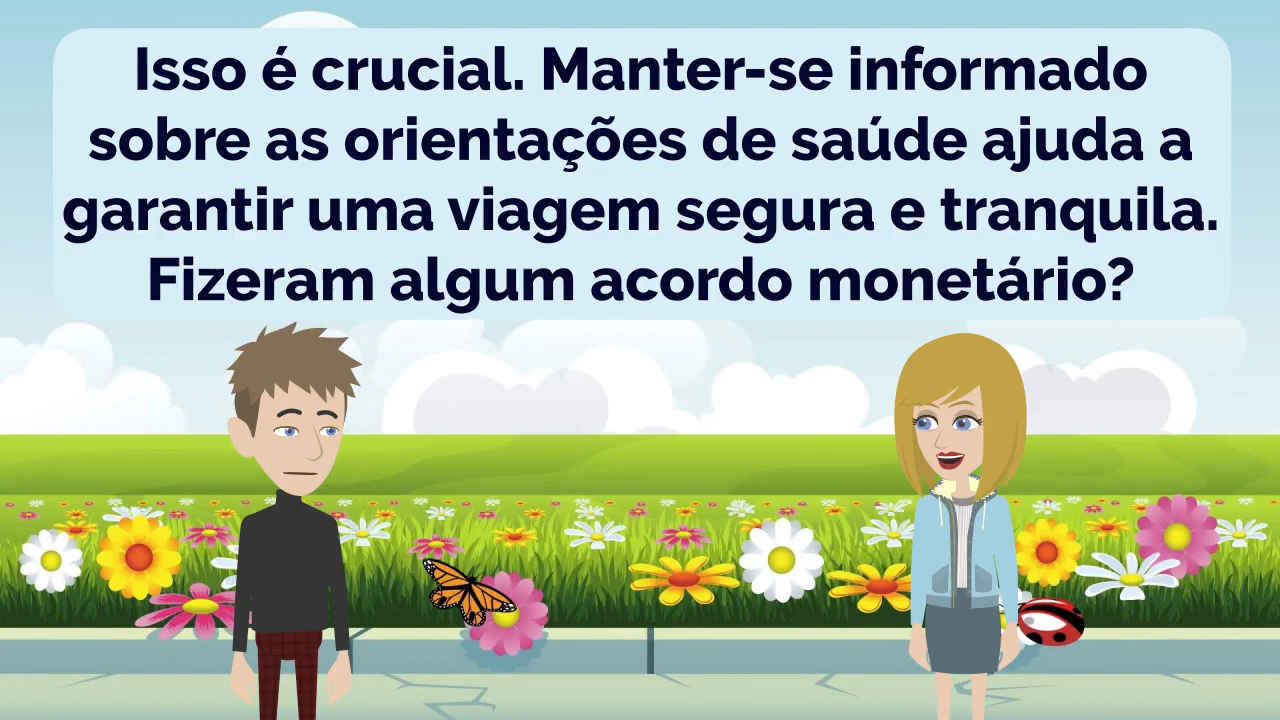 Isso é crucial. Manter-se informado
sobre as orientações de saúde ajuda a
garantir uma viagem segura e tranquila.
Fizeram algum acordo monetário?